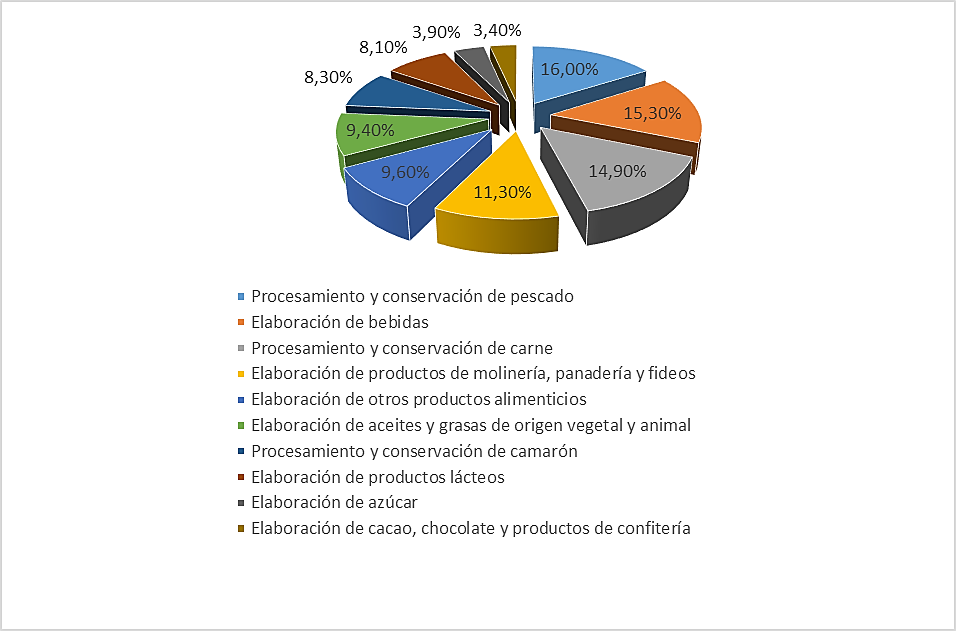 3,90%
3,40%
8,10%
16,00%
8,30%
15,30%
9,40%
9,60%
14,90%
11,30%
Procesamiento y conservación de pescado
Elaboración de bebidas
Procesamiento y conservación de carne
Elaboración de productos de molinería, panadería y fideos
Elaboración de otros productos alimenticios
Elaboración de aceites y grasas de origen vegetal y animal
Procesamiento y conservación de camarón
Elaboración de productos lácteos
Elaboración de azúcar
Elaboración de cacao, chocolate y productos de confitería